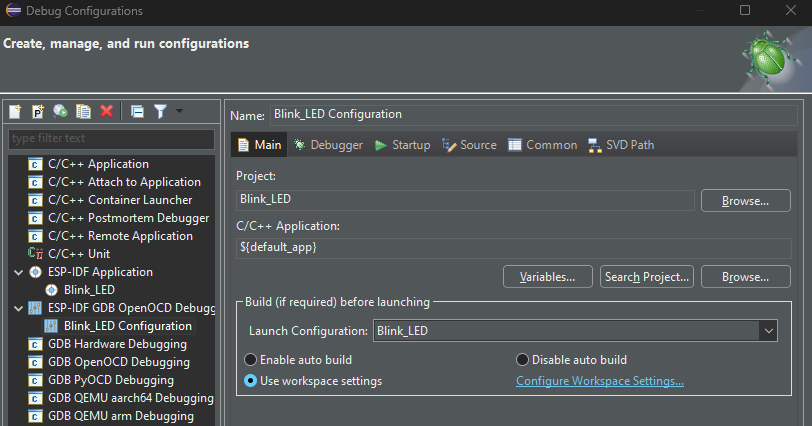 Debug Configurations
Create, manage, and run configurations
type filter text
C/C++ Application
C/C++ Attach to Application
C/C++ Container Launcher
C/C++ Postmortem Debugger
C/C++ Remote Application
C/C++ Unit
ESP-IDF Application
Blink_LED
ESP-IDF GDB OpenOCD Debugg
Blink_LED Configuration
GDB Hardware Debugging
GDB OpenOCD Debugging
GDB PyOCD Debugging
GDB QEMU aarch64 Debugging
GDB QEMU arm Debugging
Name: Blink_LED Configuration
Main Debugger Startup Source Common SVD Path
Project:
Blink_LED Browse...
C/C++ Application:
${default_app}
Variables... Search Project... Browse...
Build (if required) before launching
Launch Configuration: Blink_LED
Enable auto build Disable auto build
Use workspace settings Configure Workspace Settings...